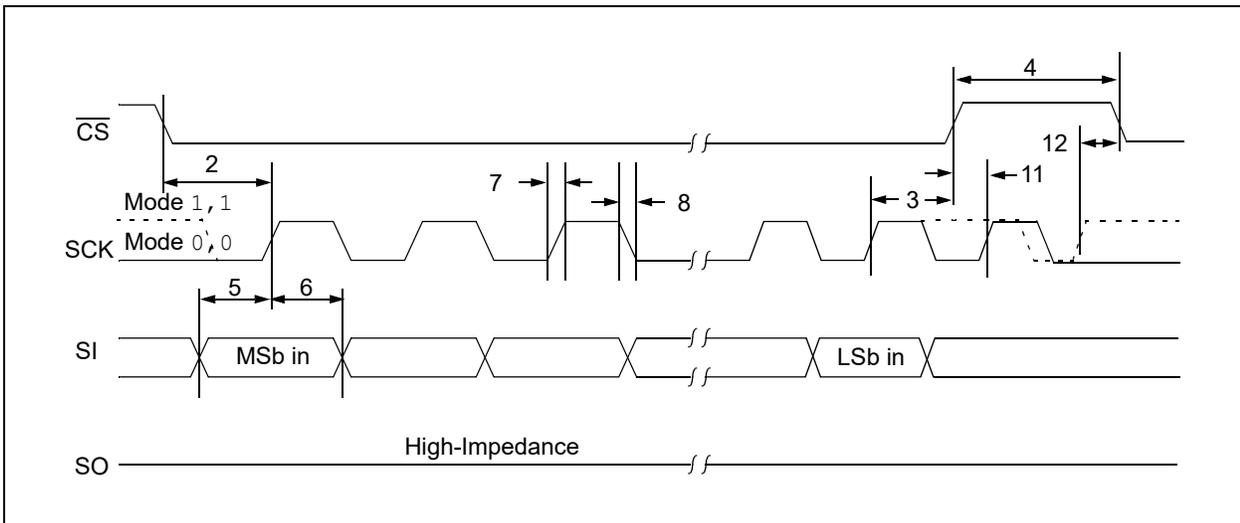 4
CS
12
2
7
8
3
11
Mode 1,1
SCK
Mode 0,0
5
6
SI
MSb in
LSb in
High-Impedance
SO